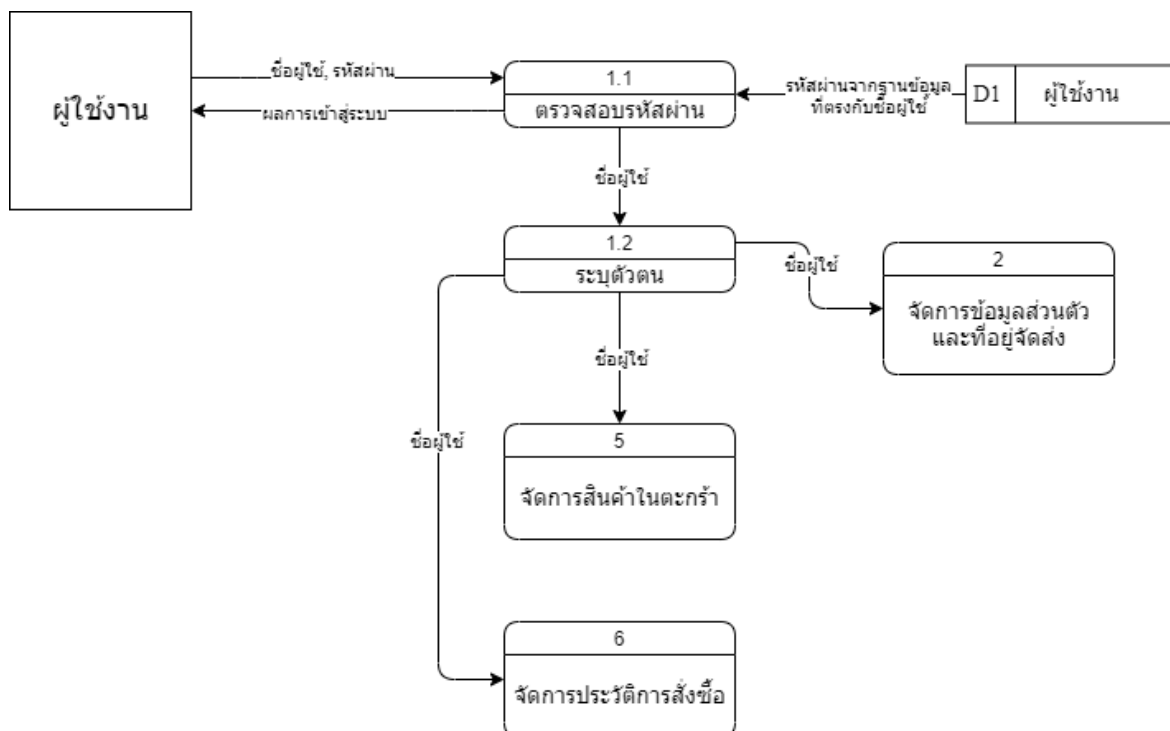 ผู้ใช้งาน
ชื่อผู้ใช้, รหัสผ่าน
ผลการเข้าสู่ระบบ
1.1
ตรวจสอบรหัสผ่าน
รหัสผ่านจากฐานข้อมูล
ที่ตรงกับชื่อผู้ใช้
D1
ผู้ใช้งาน
ชื่อผู้ใช้
1.2
ระบุตัวตน
ชื่อผู้ใช้
2
จัดการข้อมูลส่วนตัว
และที่อยู่จัดส่ง
ชื่อผู้ใช้
5
จัดการสินค้าในตะกร้า
ชื่อผู้ใช้
6
จัดการประวัติการสั่งซื้อ